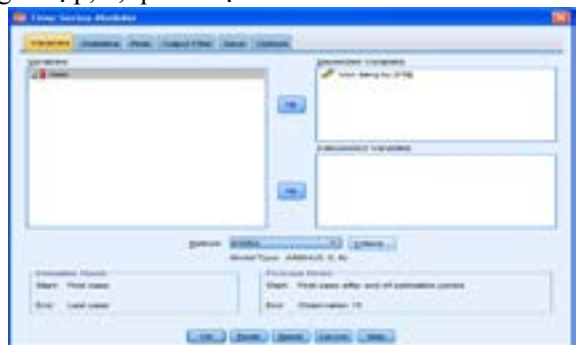 Time Series Modeler
Variables Statistics Plots Output Filter Save Options
Variables:
Dependent Variables:
Independent Variables:
Method: ARIMA Criteria...
Model Type: ARIMA(0, 0, 0)
Estimation Period
Start: First case
End: Last case
Forecast Period
Start: First case after end of estimation period
End:
OK Paste Reset Cancel Help